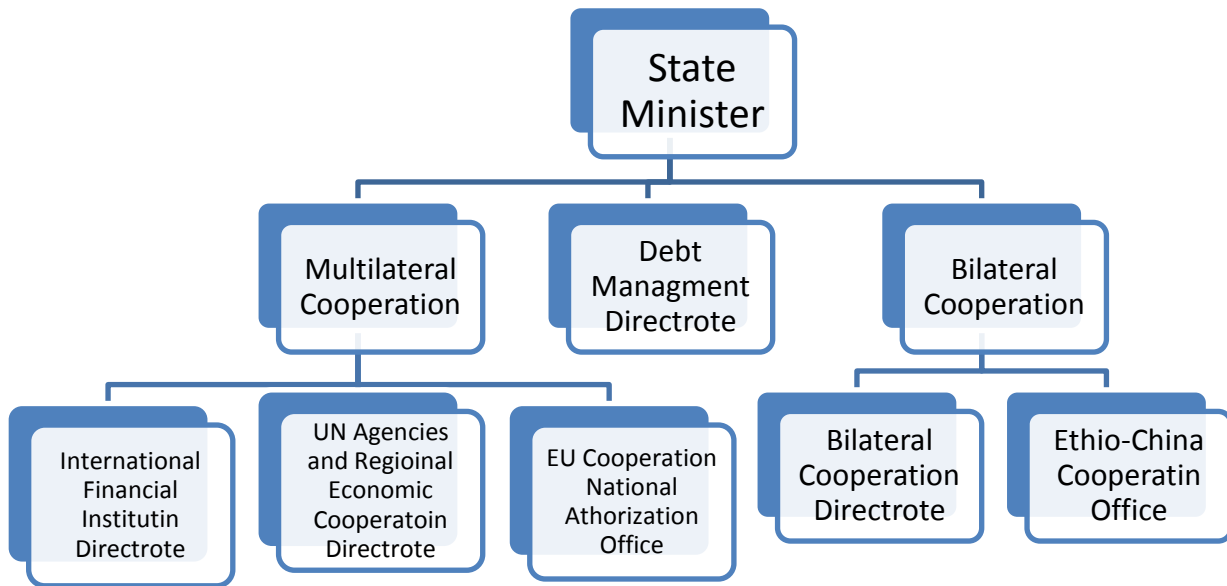 State
Minister
Multilateral
Cooperation
Debt
Managment
Directrote
Bilateral
Cooperation
International
Financial
Institutin
Directrote
UN Agencies
and Regioinal
Economic
Cooperatoin
Directrote
EU Cooperation
National
Athorization
Office
Bilateral
Cooperation
Directrote
Ethio-China
Cooperatin
Office